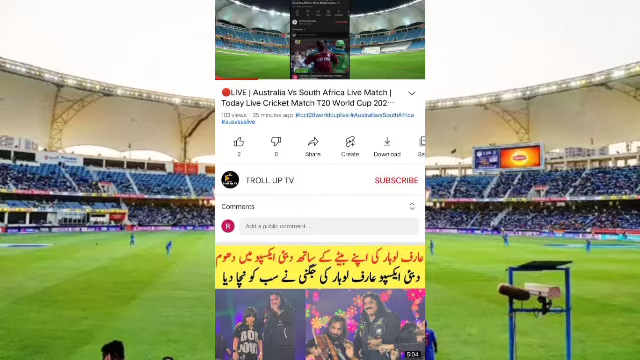 🔴LIVE | Australia Vs South Africa Live Match |
Today Live Cricket Match T20 World Cup 202...
103 views · 25 minutes ago #icct20worldcuplive #AustraliavsSouthAfrica
#ausvssalive
2
0
Share
Create
Download
Sa
TROLL UP TV
SUBSCRIBE
Comments
R
Add a public comment...
عارف لوہار کی اپنے بیٹے کے ساتھ دبئی ایکسپو میں دھوم
دبئی ایکسپو عارف لوہار کی جگنی نے سب کو نچا دیا
5:04